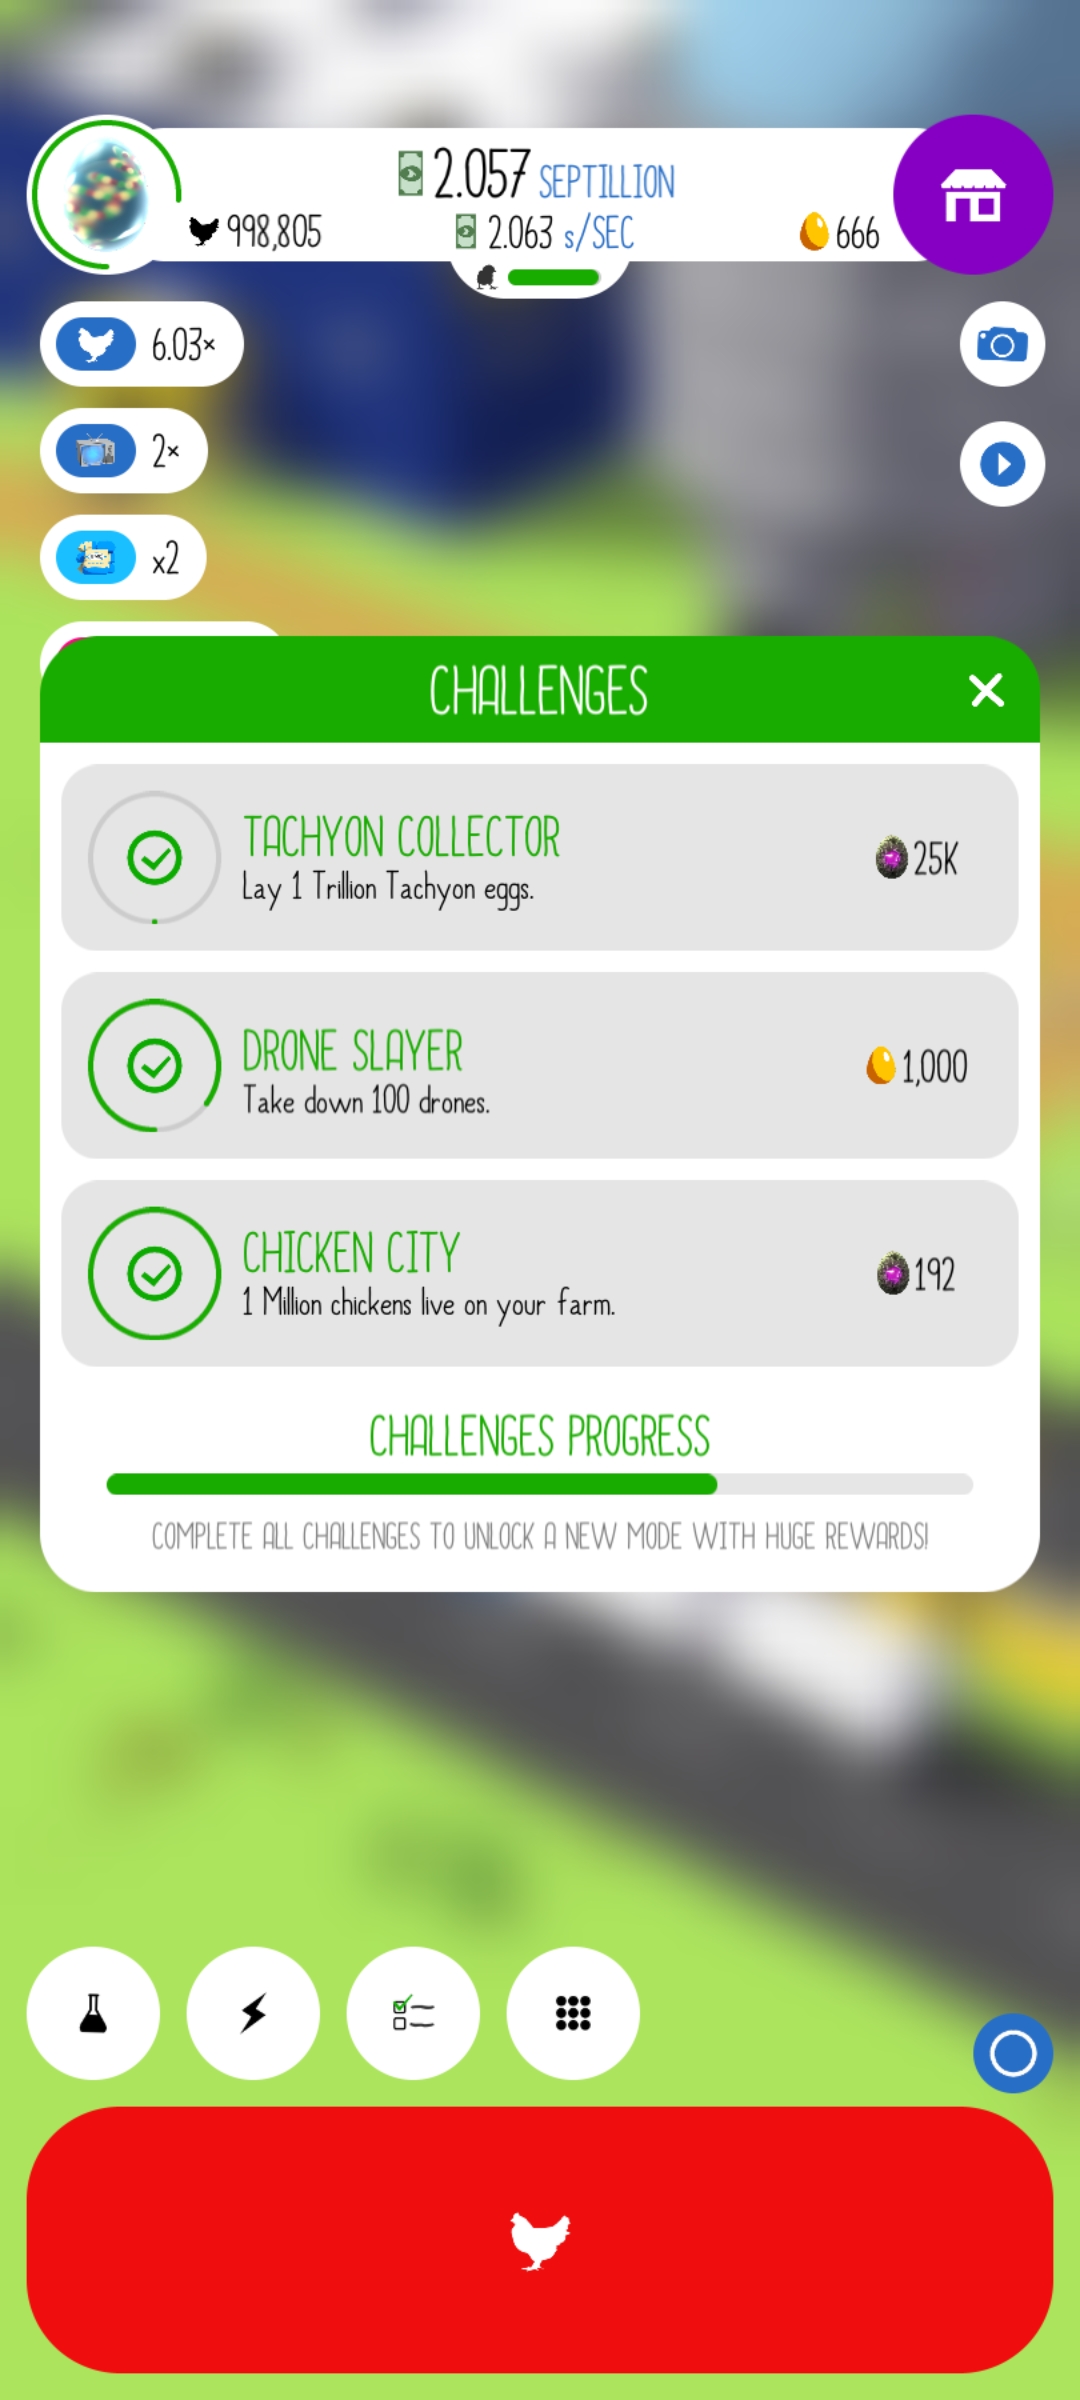 2.057 SEPTILLION
998,805
2.063 s/SEC
666
6.03×
2×
x2
CHALLENGES
TACHYON COLLECTOR
Lay 1 Trillion Tachyon eggs.
25K
DRONE SLAYER
Take down 100 drones.
1,000
CHICKEN CITY
1 Million chickens live on your farm.
192
CHALLENGES PROGRESS
COMPLETE ALL CHALLENGES TO UNLOCK A NEW MODE WITH HUGE REWARDS!